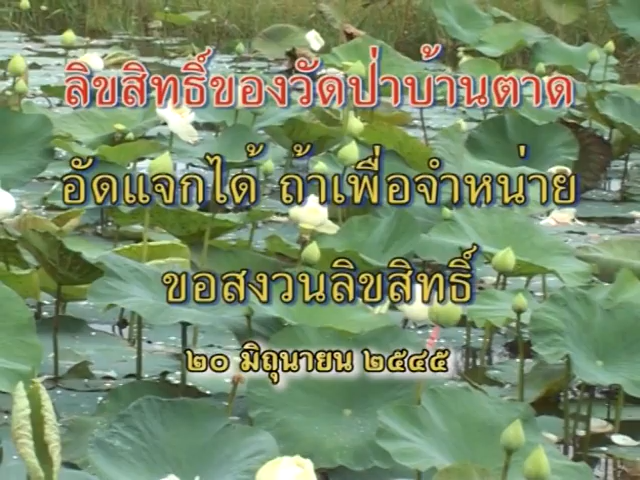 ลิขสิทธิ์ของวัดป่าบ้านตาด
อัดแจกได้ ถ้าเพื่อจำหน่าย
ขอสงวนลิขสิทธิ์
๒๐ มิถุนายน ๒๕๔๕